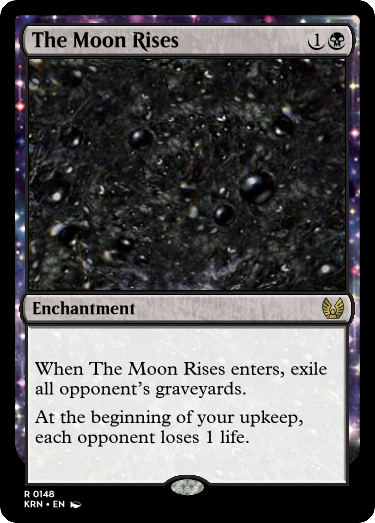 The Moon Rises 1
Enchantment
When The Moon Rises enters, exile
all opponent's graveyards.
At the beginning of your upkeep,
each opponent loses 1 life.
R 0148
KRN • EN